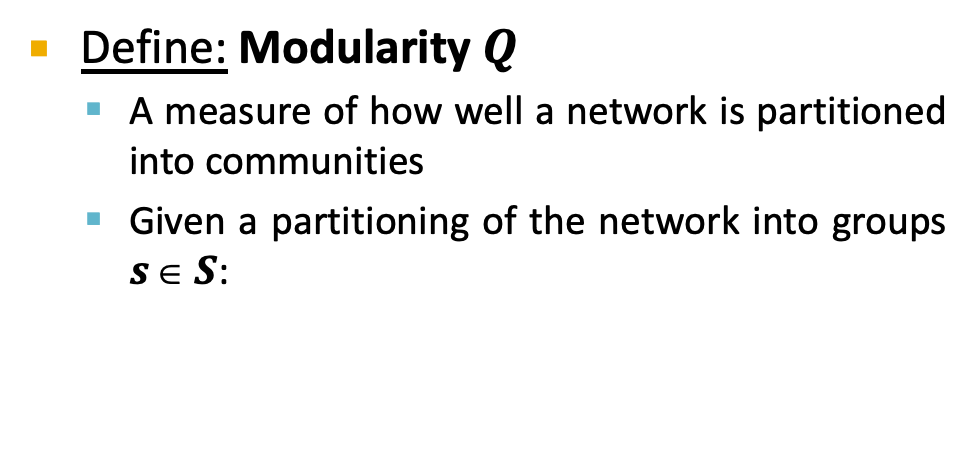 Define: Modularity Q
A measure of how well a network is partitioned
into communities
Given a partitioning of the network into groups
s ∈ S: